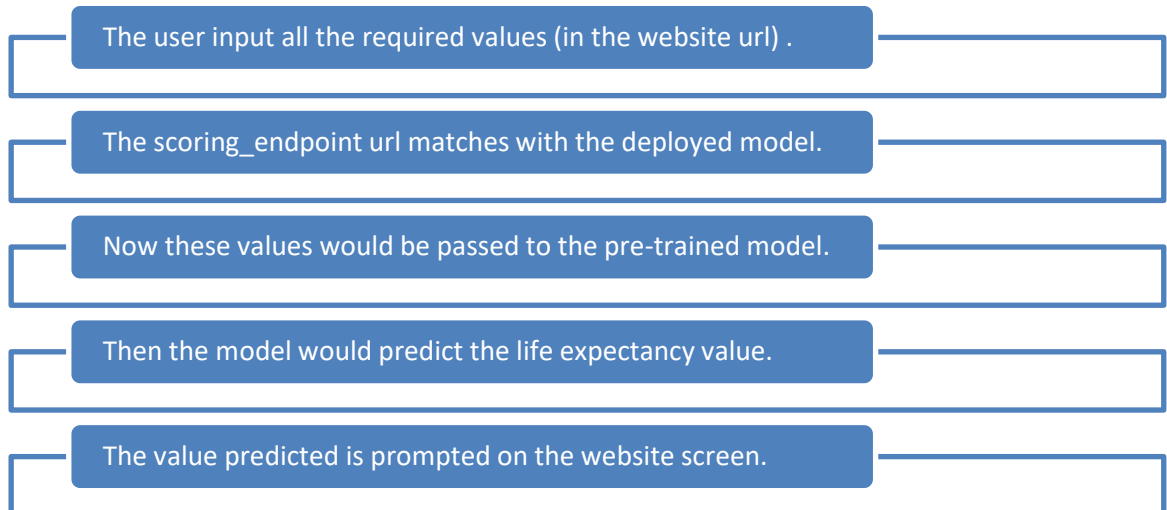 The user input all the required values (in the website url) .
The scoring_endpoint url matches with the deployed model.
Now these values would be passed to the pre-trained model.
Then the model would predict the life expectancy value.
The value predicted is prompted on the website screen.